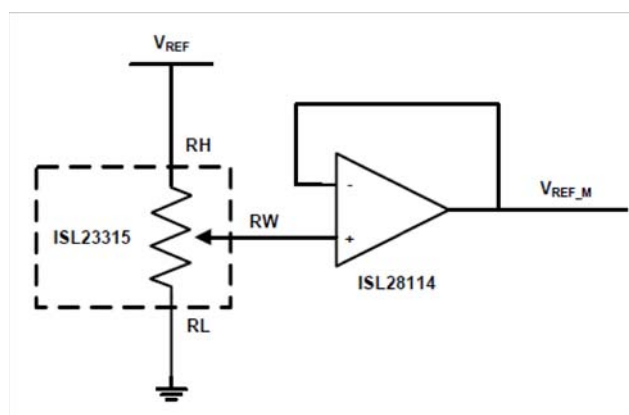 VREF
RH
ISL23315
RW
RL
-
+
ISL28114
VREF_M